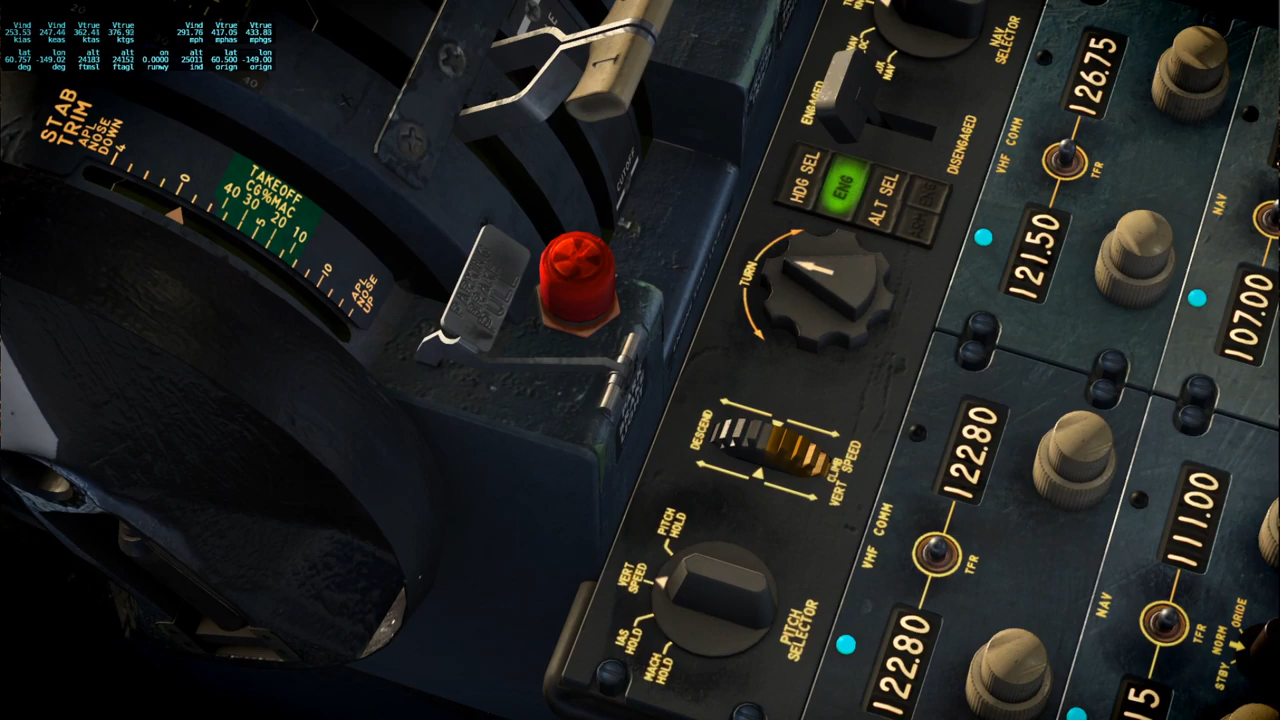 Vind Vind Vtrue Vtrue Vind Vtrue Vtrue
253.53 247.44 362.41 376.93 291.76 417.05 433.83
kias keas ktas ktgs mph mphas mphgs
lat lon alt alt on alt lat lon
60.757 -149.02 24183 24152 0.0000 25011 60.500 -149.00
deg deg ftmsl ftagl runwy ind orign orign
STAB
TRIM
APL
NOSE
DOWN
4
0
TAKEOFF
CG%MAC
40 30 20 10
5
10
APL
NOSE
UP
1
CUTOFF
NAV
SELECTOR
ENGAGED
DISENGAGED
HDG SEL
ENG
ALT SEL
ARM
ENG
TURN
DESCEND
CLIMB
VERT SPEED
PITCH
HOLD
VERT
SPEED
IAS
HOLD
MACH
HOLD
PITCH
SELECTOR
126.75
VHF COMM
TFR
121.50
NAV
107.00
122.80
VHF COMM
TFR
122.80
111.00
NAV
TFR
STBY NORM ORIDE
15